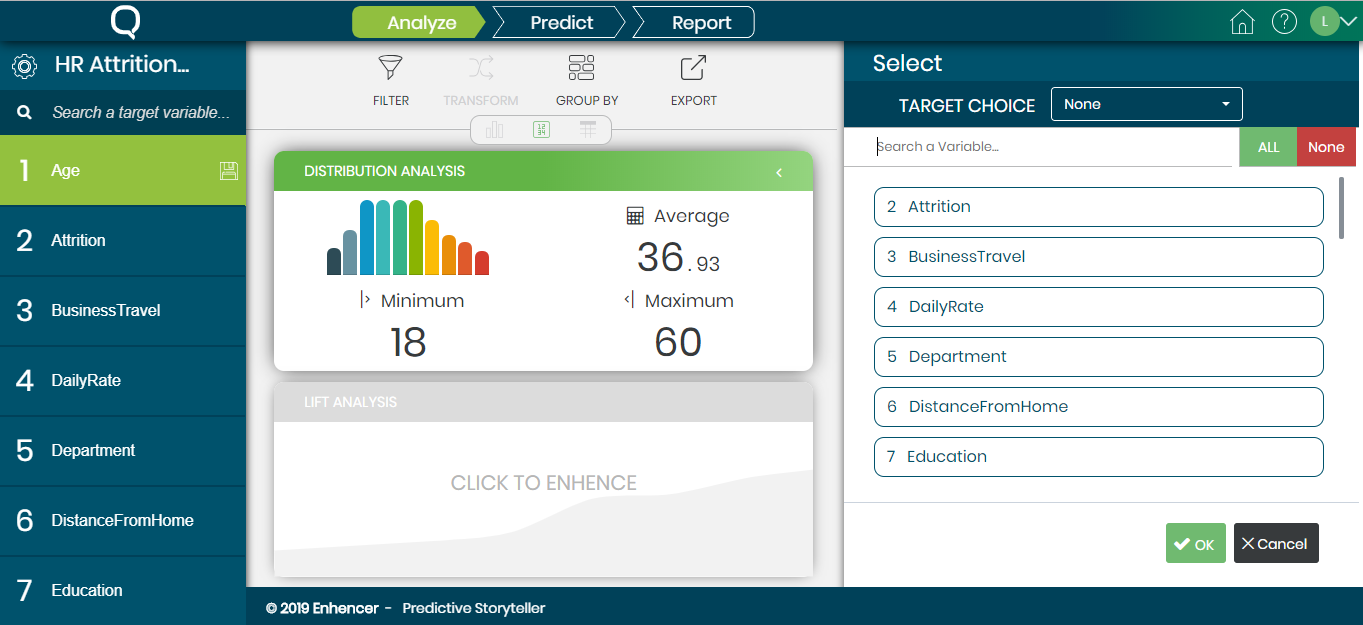 Analyze
Predict
Report
L
HR Attrition...
Search a target variable...
1 Age
2 Attrition
3 BusinessTravel
4 DailyRate
5 Department
6 DistanceFromHome
7 Education
FILTER
TRANSFORM
GROUP BY
EXPORT
12
34
DISTRIBUTION ANALYSIS
Average
36.93
Minimum
18
Maximum
60
LIFT ANALYSIS
CLICK TO ENHENCE
© 2019 Enhencer - Predictive Storyteller
Select
TARGET CHOICE None
Search a Variable... ALL None
2 Attrition
3 BusinessTravel
4 DailyRate
5 Department
6 DistanceFromHome
7 Education
OK
Cancel